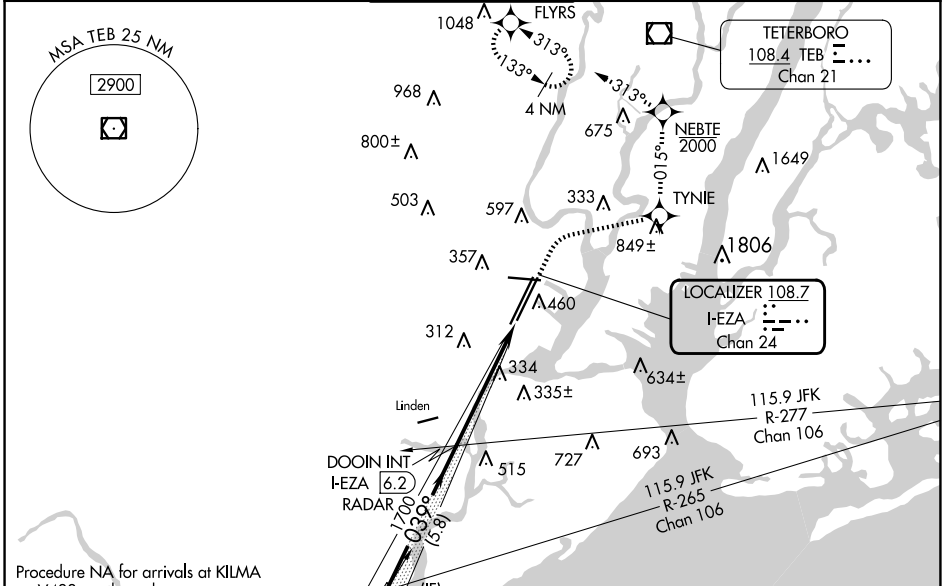 MSA TEB 25 NM
2900
1048
FLYRS
313°
133°
4 NM
313°
TETERBORO
108.4 TEB
Chan 21
968
675
NEBTE
2000
800±
015°
1649
503
597
333
TYNIE
849±
1806
357
LOCALIZER 108.7
I-EZA
Chan 24
460
312
334
335±
634±
Linden
115.9 JFK
R-277
Chan 106
DOOIN INT
I-EZA 6.2
RADAR
515
727
693
115.9 JFK
R-265
Chan 106
1700
039°
(5.8)
Procedure NA for arrivals at KILMA